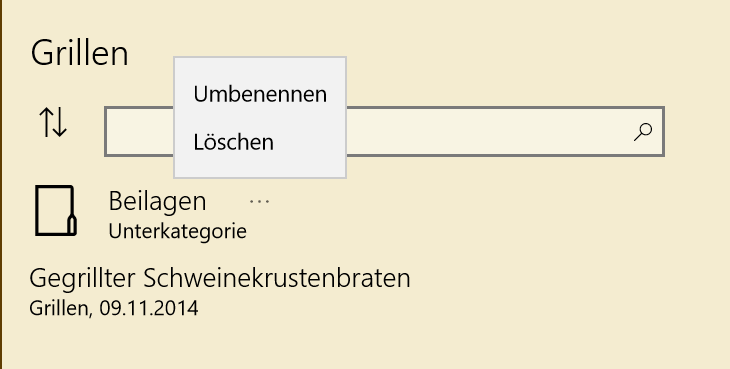 Grillen
Umbenennen
Löschen
Beilagen ...
Unterkategorie
Gegrillter Schweinekrustenbraten
Grillen, 09.11.2014